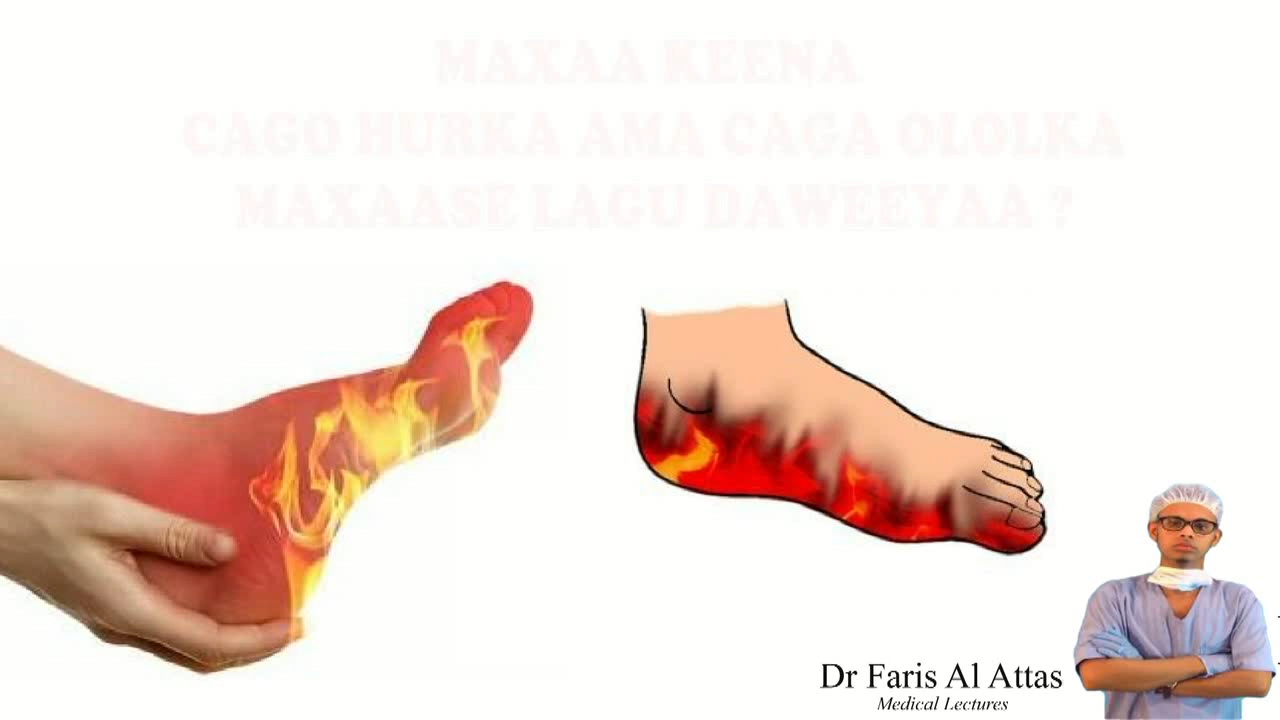 MAXAA KEENA
CAGO HURKA AMA CAGA OLOLKA
MAXAASE LAGU DAWEEYAA ?
Dr Faris Al Attas
Medical Lectures